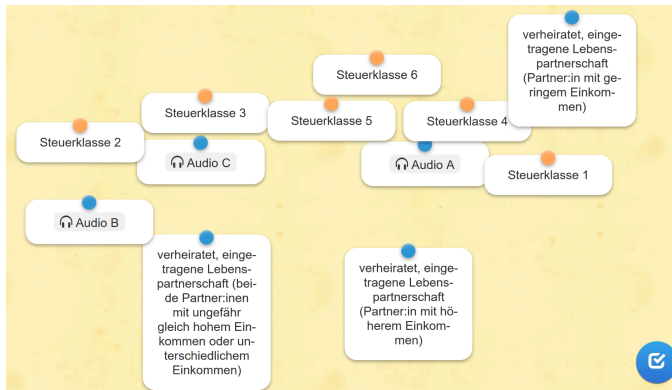 verheiratet, einge-
tragene Lebens-
partnerschaft
(Partner:in mit ge-
ringem Einkom-
men)
Steuerklasse 6
Steuerklasse 3
Steuerklasse 5
Steuerklasse 4
Steuerklasse 2
Audio C
Audio A
Steuerklasse 1
Audio B
verheiratet, einge-
tragene Lebens-
partnerschaft (bei-
de Partner:inen
mit ungefähr
gleich hohem Ein-
kommen oder un-
terschiedlichem
Einkommen)
verheiratet, einge-
tragene Lebens-
partnerschaft
(Partner:in mit hö-
herem Einkom-
men)